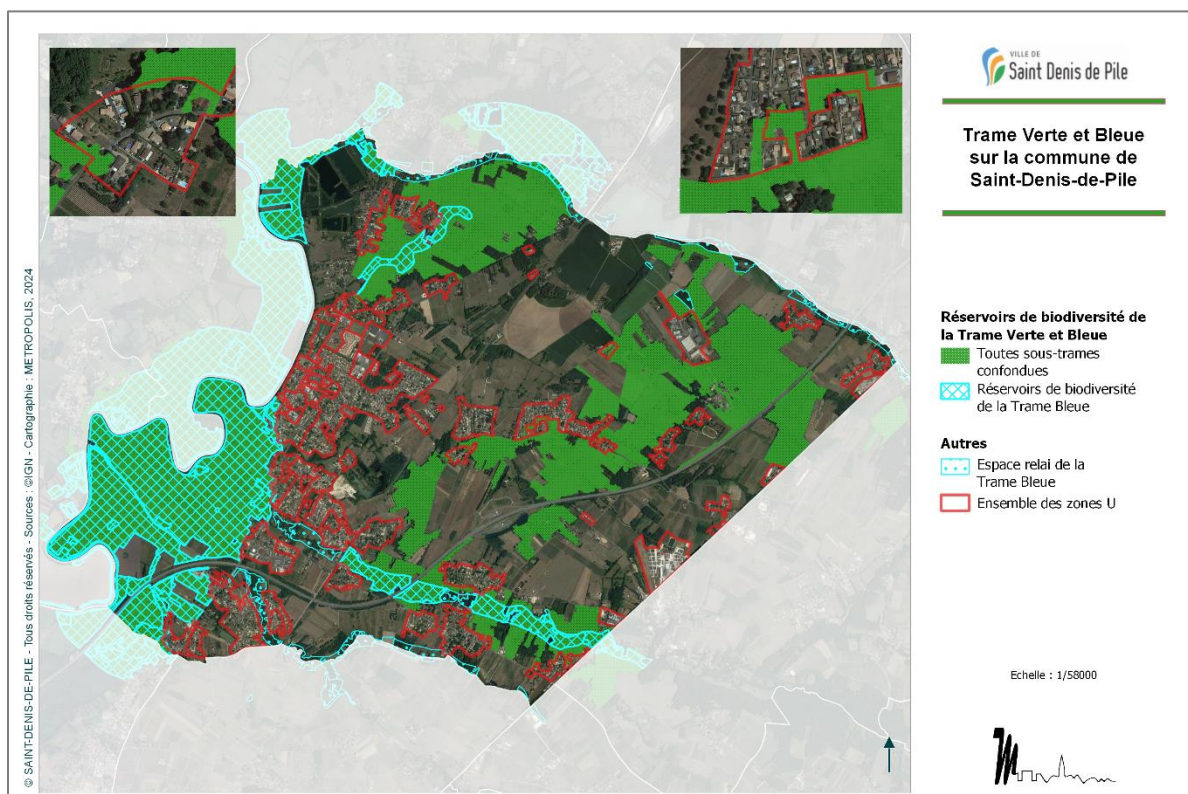 VILLE DE
Saint Denis de Pile
Trame Verte et Bleue
sur la commune de
Saint-Denis-de-Pile
Réservoirs de biodiversité de
la Trame Verte et Bleue
Toutes sous-trames
confondues
Réservoirs de biodiversité
de la Trame Bleue
Autres
Espace relai de la
Trame Bleue
Ensemble des zones U
Echelle : 1/58000
© SAINT-DENIS-DE-PILE - Tous droits réservés - Sources : ©IGN - Cartographie : METROPOLIS, 2024